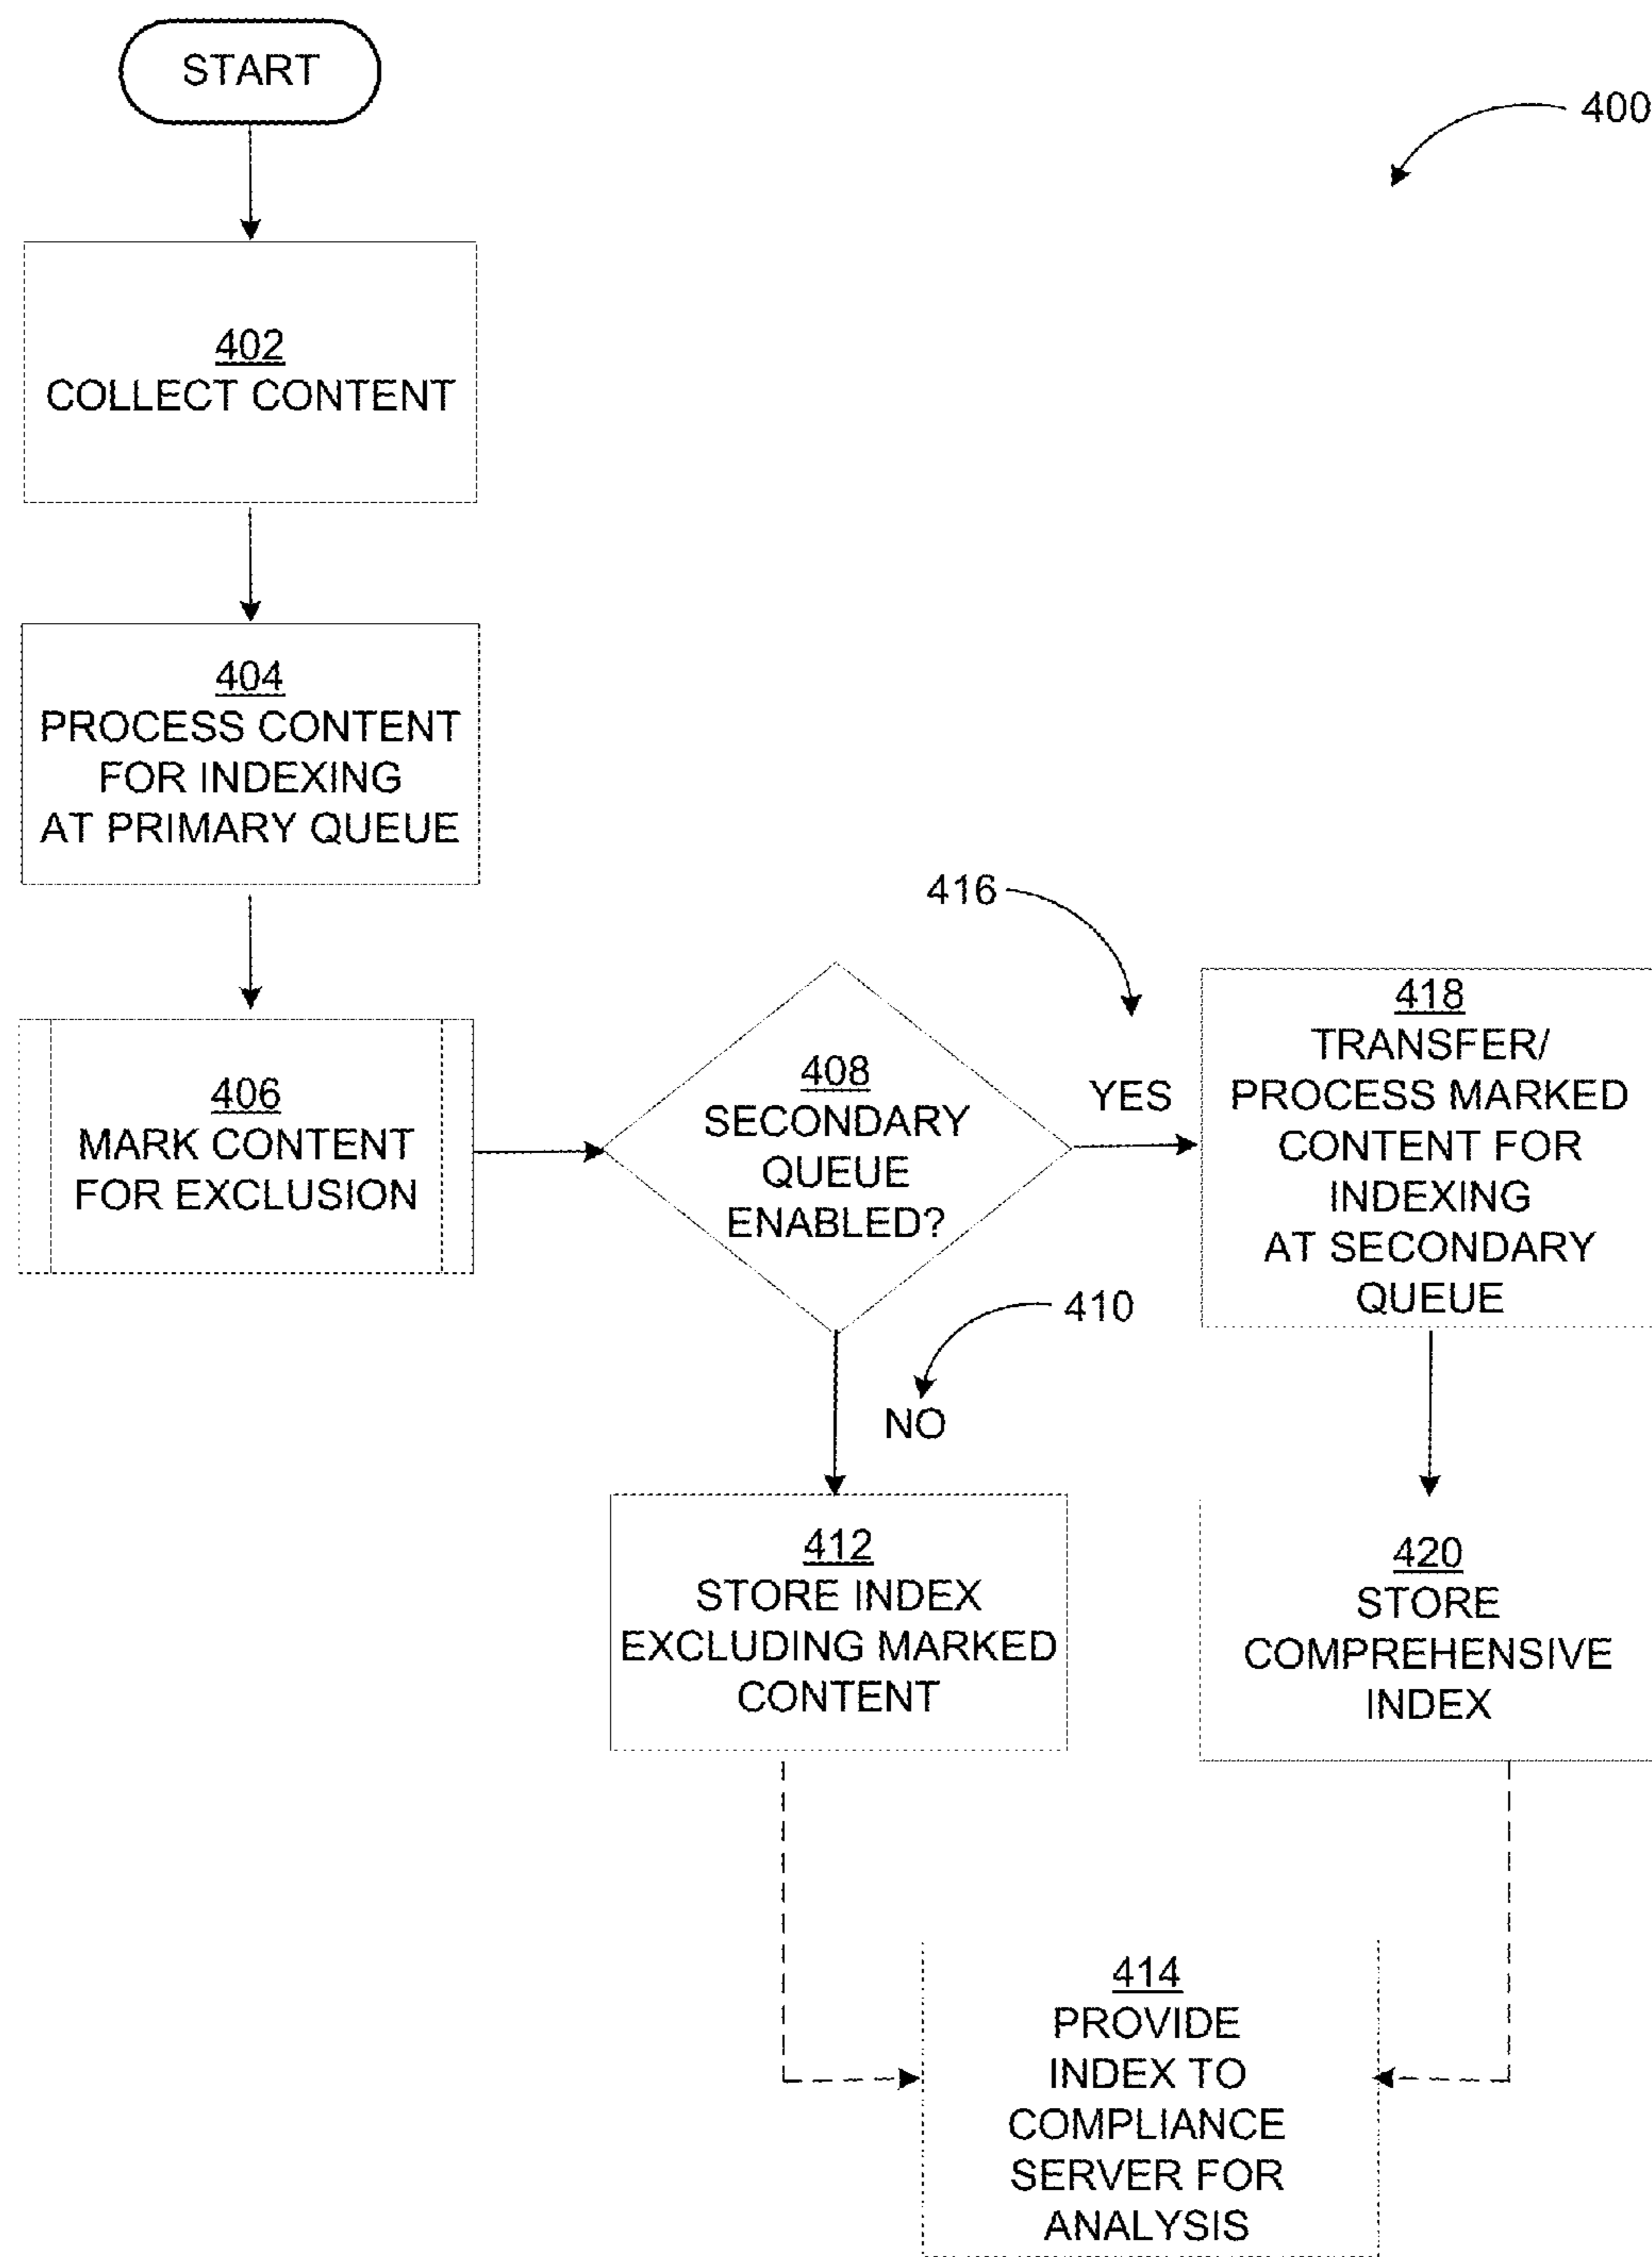 START
400
402
COLLECT CONTENT
404
PROCESS CONTENT
FOR INDEXING
AT PRIMARY QUEUE
406
MARK CONTENT
FOR EXCLUSION
408
SECONDARY
QUEUE
ENABLED?
416
YES
418
TRANSFER/
PROCESS MARKED
CONTENT FOR
INDEXING
AT SECONDARY
QUEUE
410
NO
412
STORE INDEX
EXCLUDING MARKED
CONTENT
420
STORE
COMPREHENSIVE
INDEX
414
PROVIDE
INDEX TO
COMPLIANCE
SERVER FOR
ANALYSIS